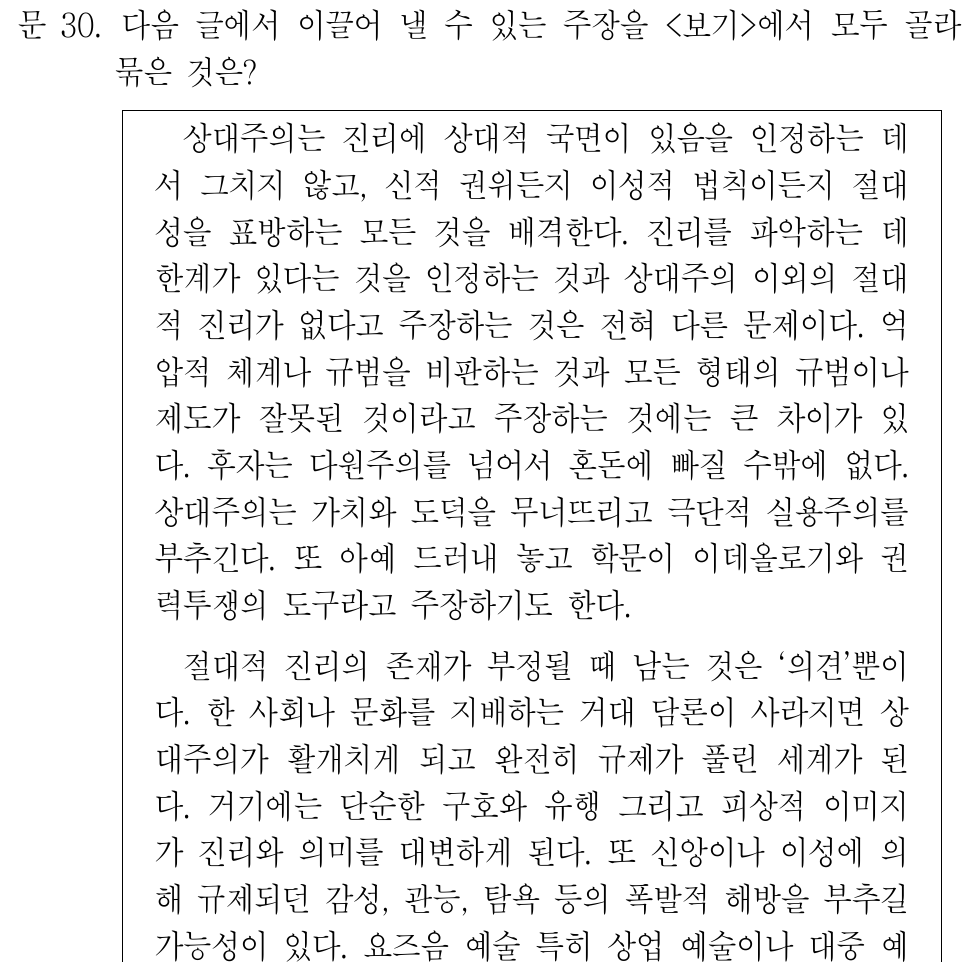 문 30. 다음 글에서 이끌어 낼 수 있는 주장을 <보기>에서 모두 골라
묶은 것은?
상대주의는 진리에 상대적 국면이 있음을 인정하는 데
서 그치지 않고, 신적 권위든지 이성적 법칙이든지 절대
성을 표방하는 모든 것을 배격한다. 진리를 파악하는 데
한계가 있다는 것을 인정하는 것과 상대주의 이외의 절대
적 진리가 없다고 주장하는 것은 전혀 다른 문제이다. 억
압적 체계나 규범을 비판하는 것과 모든 형태의 규범이나
제도가 잘못된 것이라고 주장하는 것에는 큰 차이가 있
다. 후자는 다원주의를 넘어서 혼돈에 빠질 수밖에 없다.
상대주의는 가치와 도덕을 무너뜨리고 극단적 실용주의를
부추긴다. 또 아예 드러내 놓고 학문이 이데올로기와 권
력투쟁의 도구라고 주장하기도 한다.
절대적 진리의 존재가 부정될 때 남는 것은 ‘의견’뿐이
다. 한 사회나 문화를 지배하는 거대 담론이 사라지면 상
대주의가 활개치게 되고 완전히 규제가 풀린 세계가 된
다. 거기에는 단순한 구호와 유행 그리고 피상적 이미지
가 진리와 의미를 대변하게 된다. 또 신앙이나 이성에 의
해 규제되던 감성, 관능, 탐욕 등의 폭발적 해방을 부추길
가능성이 있다. 요즈음 예술 특히 상업 예술이나 대중 예